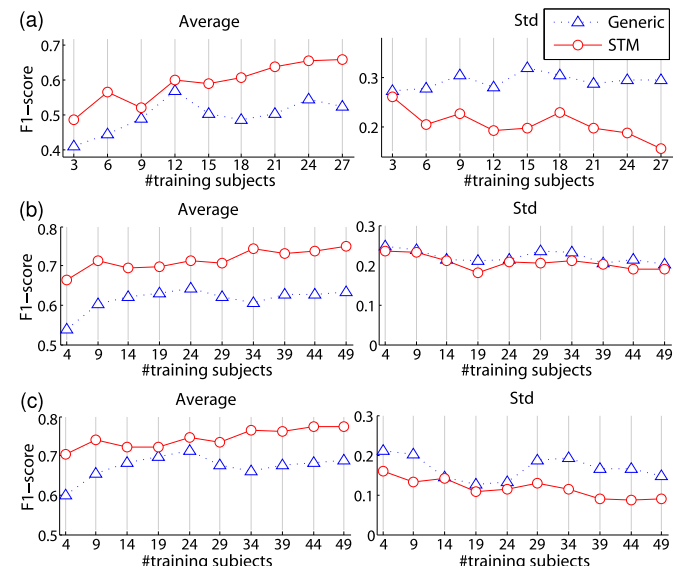 (a)
Average
Std
Generic
STM
F1-score
0.7
0.6
0.5
0.4
3 6 9 12 15 18 21 24 27
#training subjects
0.3
0.2
3 6 9 12 15 18 21 24 27
#training subjects
(b)
Average
Std
F1-score
0.8
0.7
0.6
0.5
4 9 14 19 24 29 34 39 44 49
#training subjects
0.3
0.2
0.1
0
4 9 14 19 24 29 34 39 44 49
#training subjects
(c)
Average
Std
F1-score
0.8
0.7
0.6
0.5
4 9 14 19 24 29 34 39 44 49
#training subjects
0.3
0.2
0.1
0
4 9 14 19 24 29 34 39 44 49
#training subjects